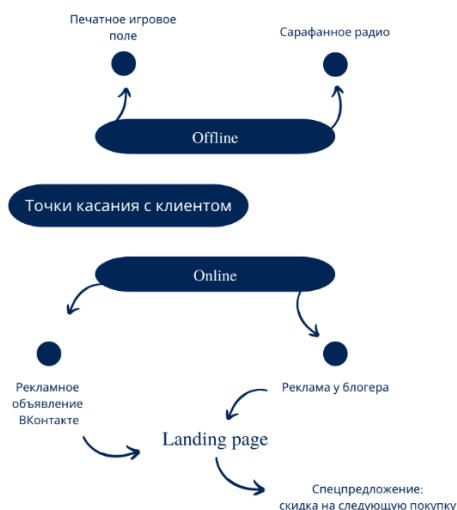 Печатное игровое
поле
Сарафанное радио
Offline
Точки касания с клиентом
Online
Рекламное
объявление
ВКонтакте
Реклама у блогера
Landing page
Спецпредложение:
скидка на следующую покупку